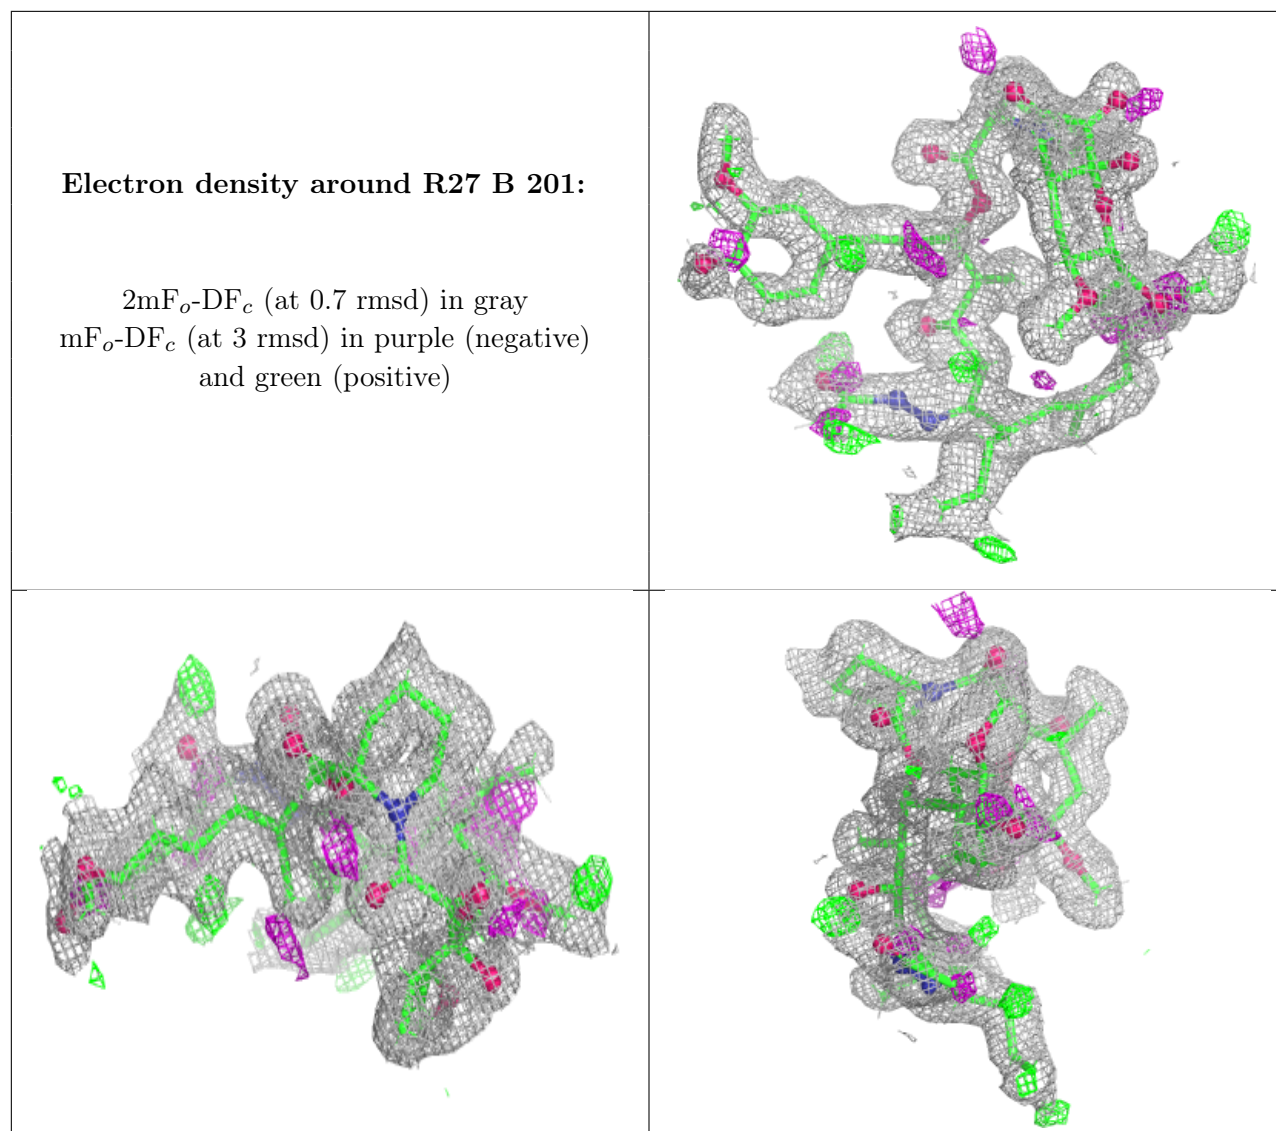 Electron density around R27 B 201:
2mFo-DFc (at 0.7 rmsd) in gray
mFo-DFc (at 3 rmsd) in purple (negative)
and green (positive)